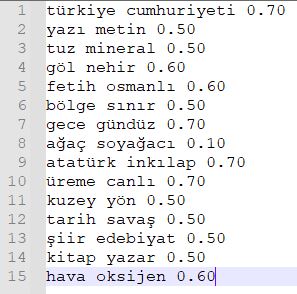 1 türkiye cumhuriyeti 0.70
2 yazı metin 0.50
3 tuz mineral 0.50
4 göl nehir 0.60
5 fetih osmanlı 0.60
6 bölge sınır 0.50
7 gece gündüz 0.70
8 ağaç soyağacı 0.10
9 atatürk inkılap 0.70
10 üreme canlı 0.70
11 kuzey yön 0.50
12 tarih savaş 0.50
13 şiir edebiyat 0.50
14 kitap yazar 0.50
15 hava oksijen 0.60